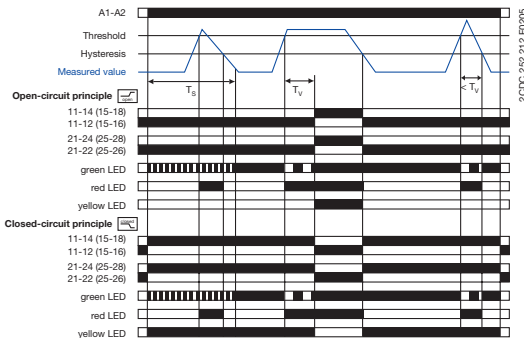 A1-A2
Threshold
Hysteresis
Measured value
TS
TV
< TV
Open-circuit principle open
11-14 (15-18)
11-12 (15-16)
21-24 (25-28)
21-22 (25-26)
green LED
red LED
yellow LED
Closed-circuit principle closed
11-14 (15-18)
11-12 (15-16)
21-24 (25-28)
21-22 (25-26)
green LED
red LED
yellow LED
2CDC 252 212 F0205